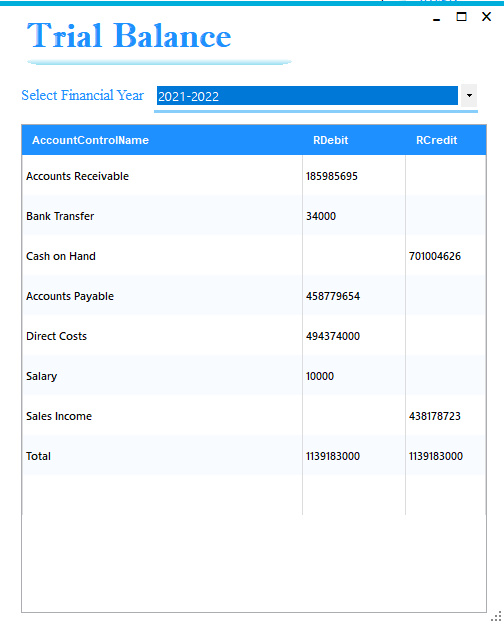 Trial Balance
Select Financial Year 2021-2022
AccountControlName RDebit RCredit
Accounts Receivable 185985695
Bank Transfer 34000
Cash on Hand 701004626
Accounts Payable 458779654
Direct Costs 494374000
Salary 10000
Sales Income 438178723
Total 1139183000 1139183000